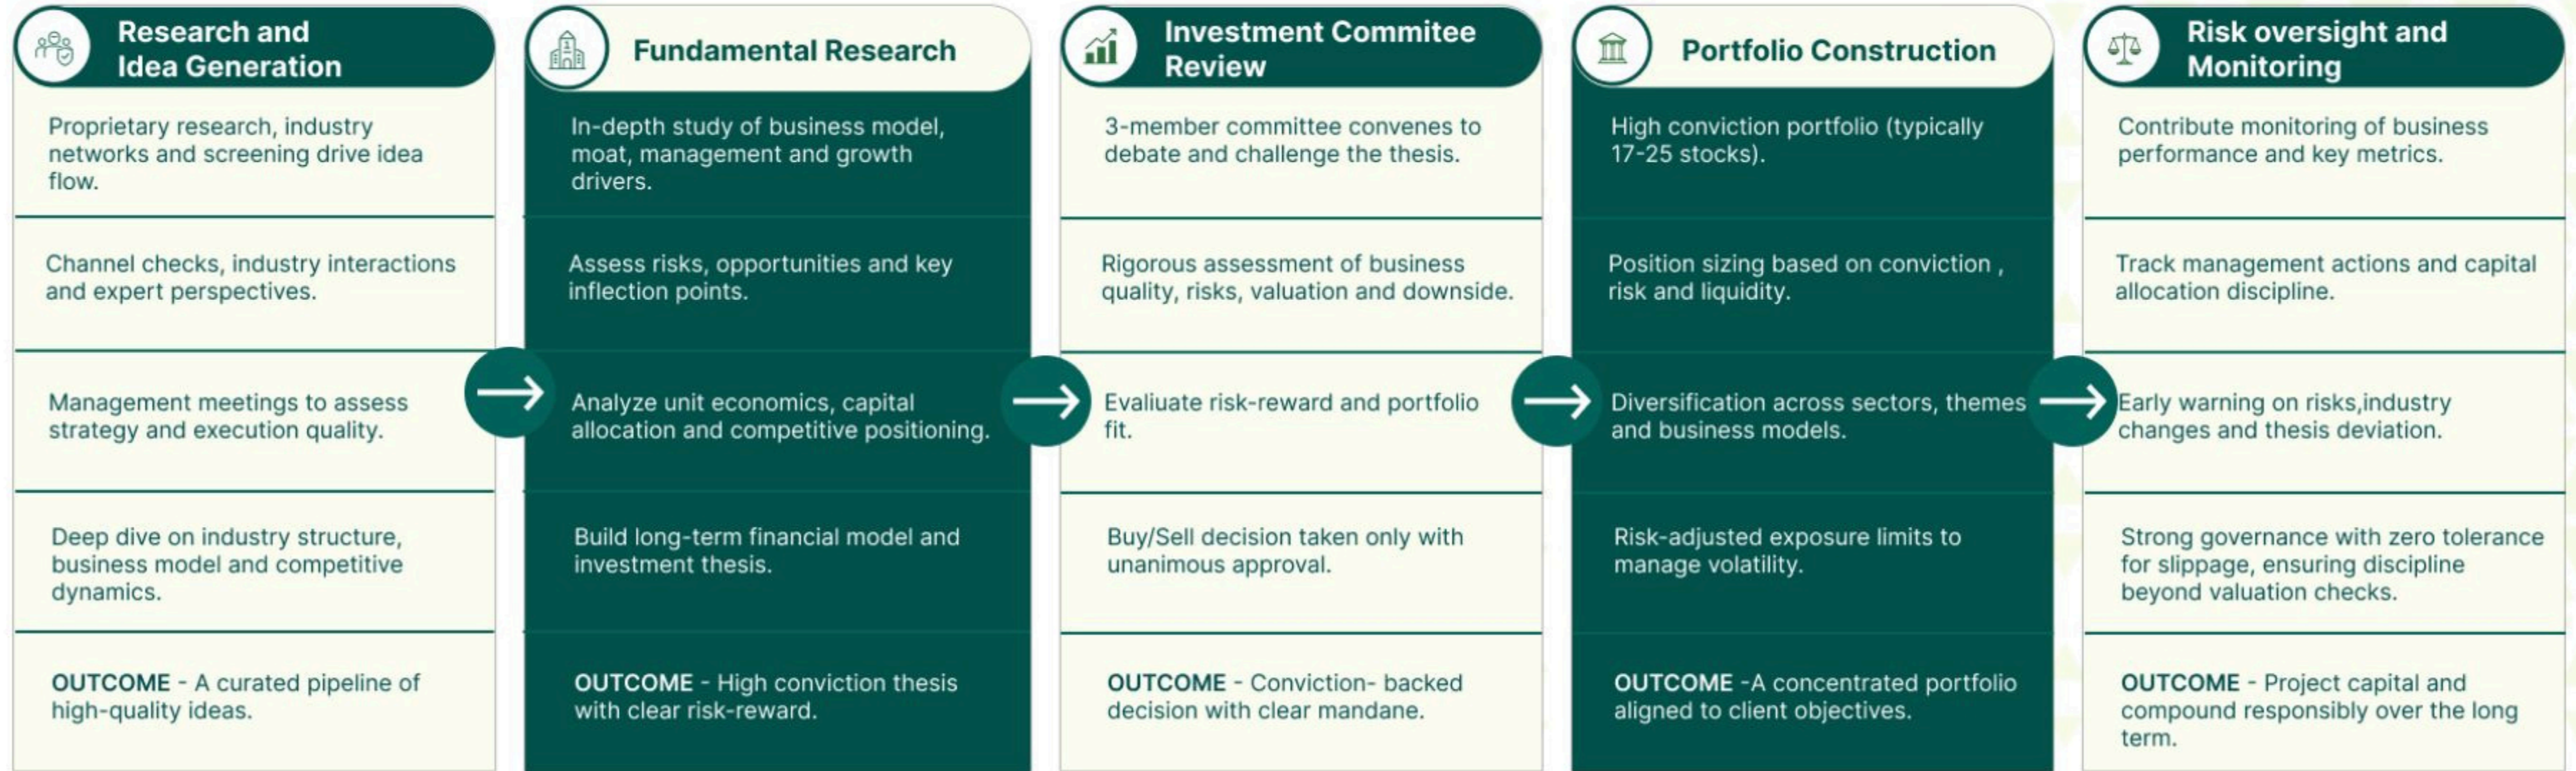 Research and
Idea Generation
Proprietary research, industry
networks and screening drive idea
flow.
Channel checks, industry interactions
and expert perspectives.
Management meetings to assess
strategy and execution quality.
Deep dive on industry structure,
business model and competitive
dynamics.
OUTCOME - A curated pipeline of
high-quality ideas.
Fundamental Research
In-depth study of business model,
moat, management and growth
drivers.
Assess risks, opportunities and key
inflection points.
Analyze unit economics, capital
allocation and competitive positioning.
Build long-term financial model and
investment thesis.
OUTCOME - High conviction thesis
with clear risk-reward.
Investment Commitee
Review
3-member committee convenes to
debate and challenge the thesis.
Rigorous assessment of business
quality, risks, valuation and downside.
Evaliuate risk-reward and portfolio
fit.
Buy/Sell decision taken only with
unanimous approval.
OUTCOME - Conviction- backed
decision with clear mandane.
Portfolio Construction
High conviction portfolio (typically
17-25 stocks).
Position sizing based on conviction ,
risk and liquidity.
Diversification across sectors, themes
and business models.
Risk-adjusted exposure limits to
manage volatility.
OUTCOME -A concentrated portfolio
aligned to client objectives.
Risk oversight and
Monitoring
Contribute monitoring of business
performance and key metrics.
Track management actions and capital
allocation discipline.
Early warning on risks,industry
changes and thesis deviation.
Strong governance with zero tolerance
for slippage, ensuring discipline
beyond valuation checks.
OUTCOME - Project capital and
compound responsibly over the long
term.